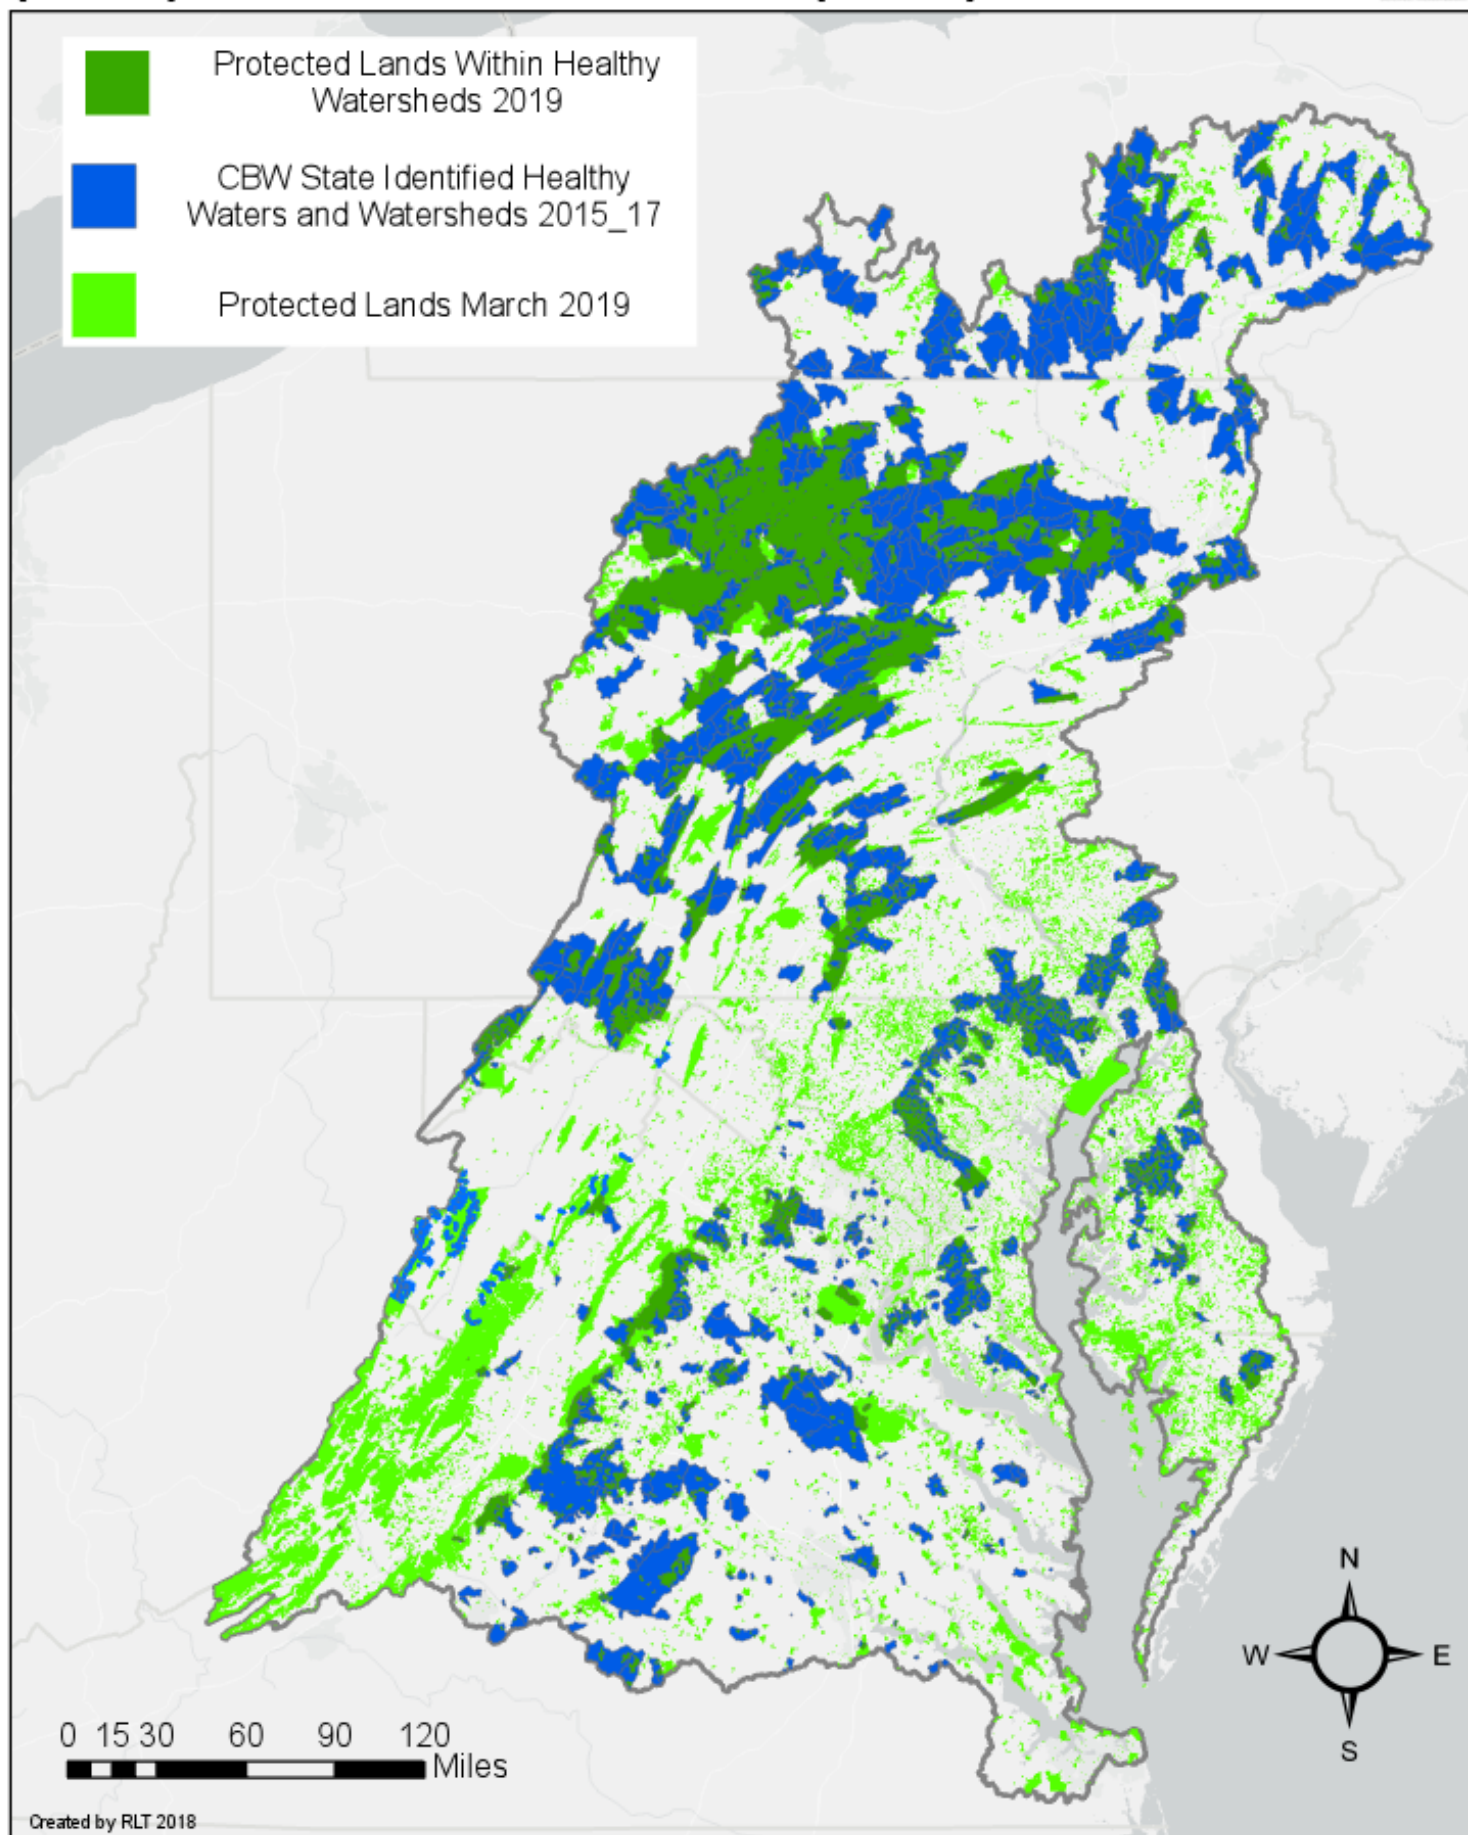 Protected Lands Within Healthy
Watersheds 2019
CBW State Identified Healthy
Waters and Watersheds 2015_17
Protected Lands March 2019
N
W E
S
0 15 30 60 90 120
Miles
Created by RLT 2018